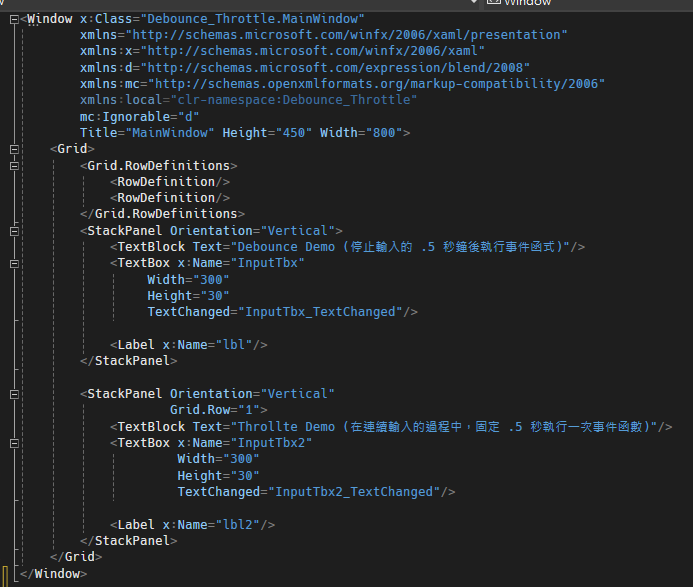 Window
<Window x:Class="Debounce_Throttle.MainWindow"
xmlns="http://schemas.microsoft.com/winfx/2006/xaml/presentation"
xmlns:x="http://schemas.microsoft.com/winfx/2006/xaml"
xmlns:d="http://schemas.microsoft.com/expression/blend/2008"
xmlns:mc="http://schemas.openxmlformats.org/markup-compatibility/2006"
xmlns:local="clr-namespace:Debounce_Throttle"
mc:Ignorable="d"
Title="MainWindow" Height="450" Width="800">
<Grid>
<Grid.RowDefinitions>
<RowDefinition/>
<RowDefinition/>
</Grid.RowDefinitions>
<StackPanel Orientation="Vertical">
<TextBlock Text="Debounce Demo (停止輸入的 .5 秒鐘後執行事件函式)"/>
<TextBox x:Name="InputTbx"
Width="300"
Height="30"
TextChanged="InputTbx_TextChanged"/>
<Label x:Name="lbl"/>
</StackPanel>
<StackPanel Orientation="Vertical"
Grid.Row="1">
<TextBlock Text="Throllte Demo (在連續輸入的過程中，固定 .5 秒執行一次事件函數)"/>
<TextBox x:Name="InputTbx2"
Width="300"
Height="30"
TextChanged="InputTbx2_TextChanged"/>
<Label x:Name="lbl2"/>
</StackPanel>
</Grid>
</Window>